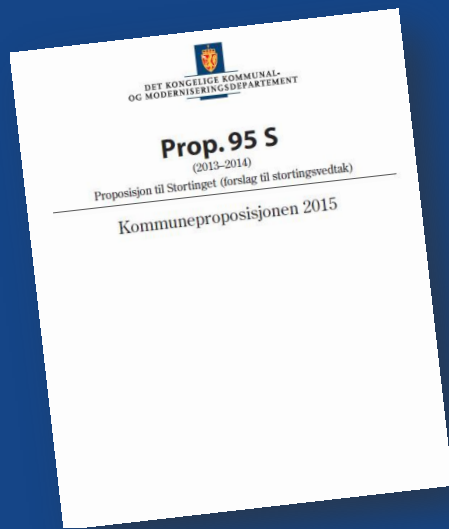 DET KONGELIGE KOMMUNAL-
OG MODERNISERINGSDEPARTEMENT
Prop. 95 S
(2013–2014)
Proposisjon til Stortinget (forslag til stortingsvedtak)
Kommuneproposisjonen 2015